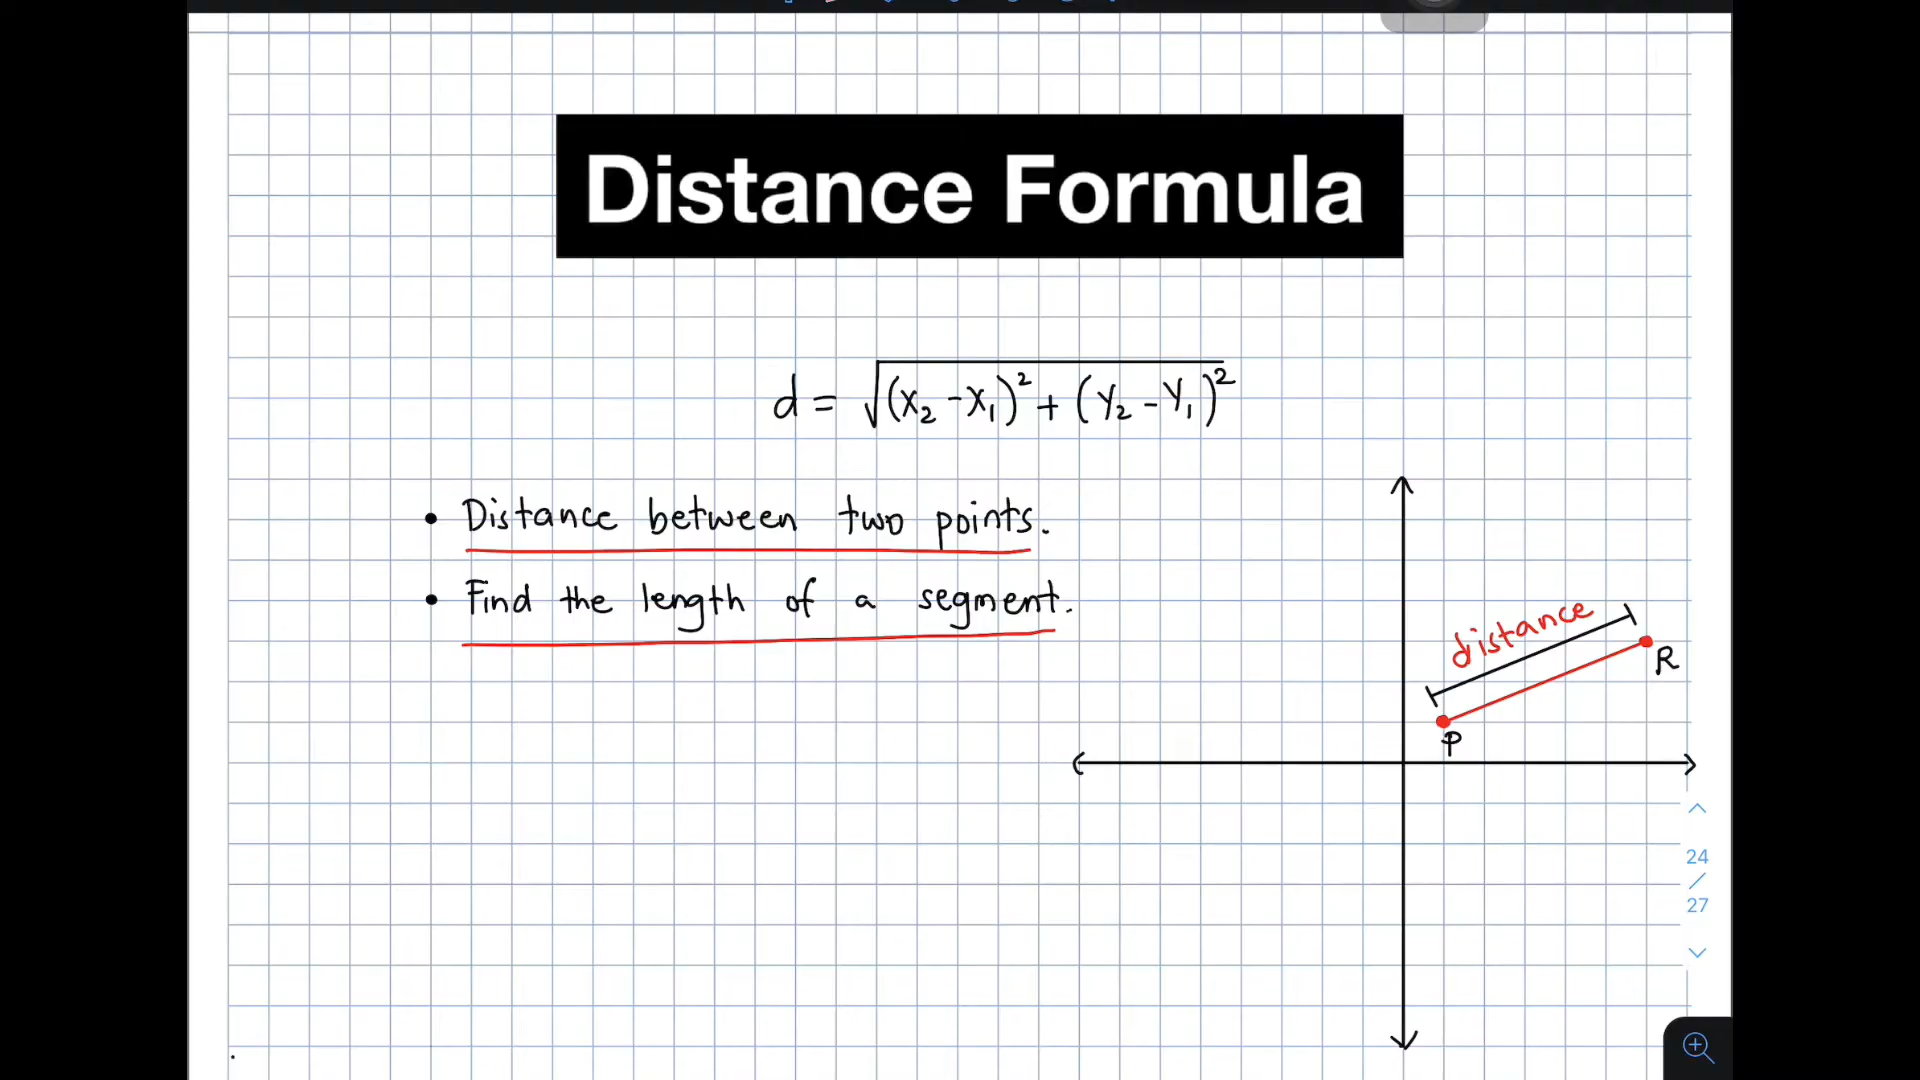 Distance Formula
d = √(x₂ - x₁)² + (y₂ - y₁)²
• Distance between two points.
• Find the length of a segment.
distance
R
P
24
/
27